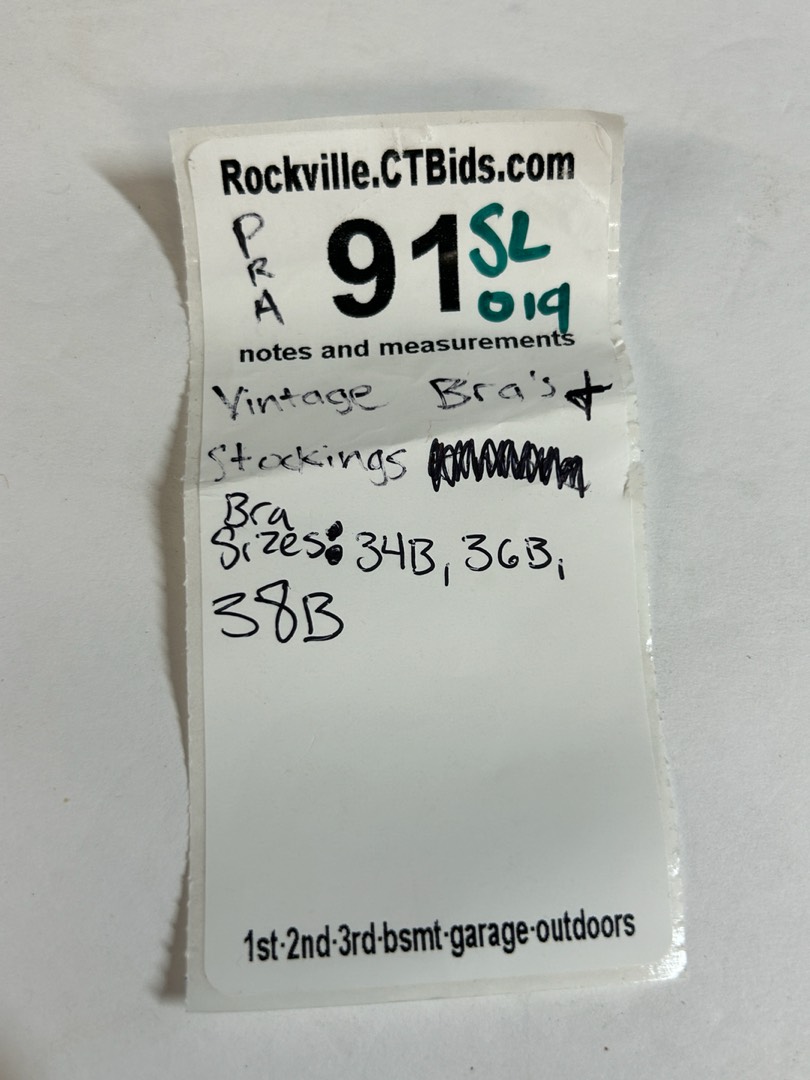 Rockville.CTBids.com
PRA 91 SL
019
notes and measurements
Vintage Bra's +
Stockings
Bra
Sizes: 34B, 36B,
38B
1st·2nd·3rd·bsmt·garage·outdoors